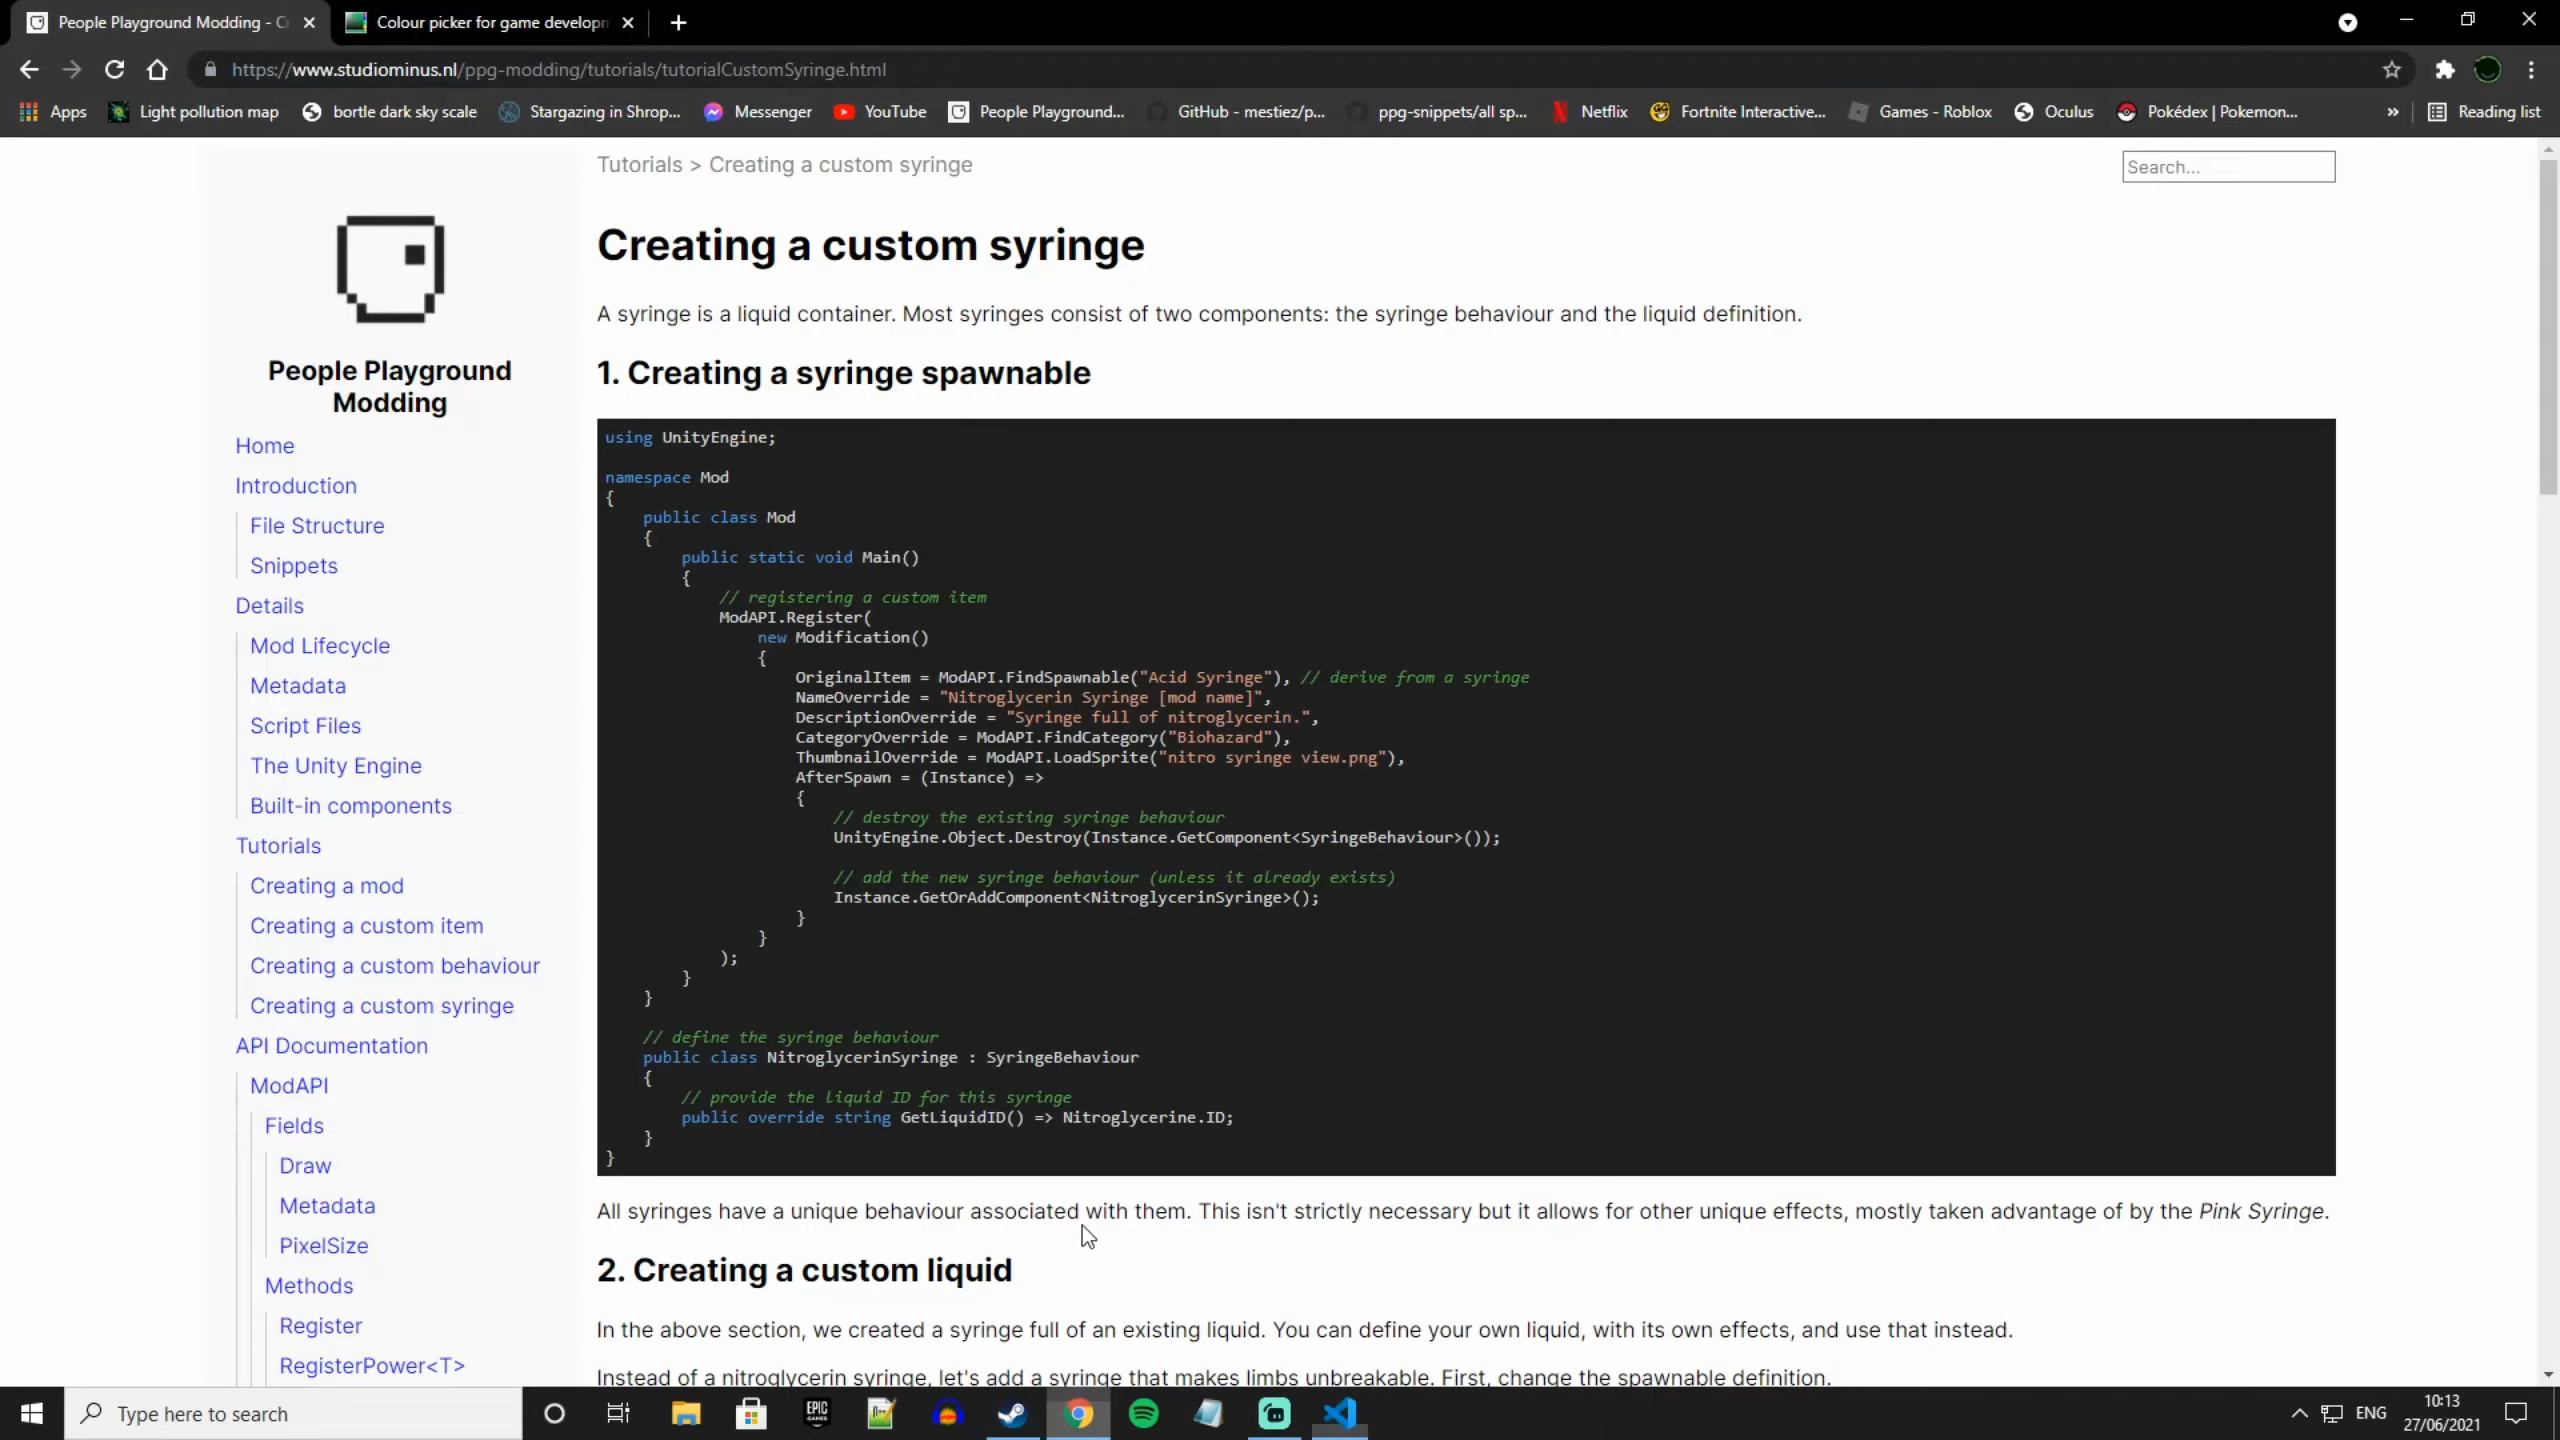 People Playground Modding - C
Colour picker for game developm
https://www.studiominus.nl/ppg-modding/tutorials/tutorialCustomSyringe.html
Apps
Light pollution map
bortle dark sky scale
Stargazing in Shrop...
Messenger
YouTube
People Playground...
GitHub - mestiez/p...
ppg-snippets/all sp...
Netflix
Fortnite Interactive...
Games - Roblox
Oculus
Pokédex | Pokemon...
»
Reading list
Tutorials > Creating a custom syringe
Search...
People Playground
Modding
Home
Introduction
File Structure
Snippets
Details
Mod Lifecycle
Metadata
Script Files
The Unity Engine
Built-in components
Tutorials
Creating a mod
Creating a custom item
Creating a custom behaviour
Creating a custom syringe
API Documentation
ModAPI
Fields
Draw
Metadata
PixelSize
Methods
Register
RegisterPower<T>
Creating a custom syringe
A syringe is a liquid container. Most syringes consist of two components: the syringe behaviour and the liquid definition.
1. Creating a syringe spawnable
using UnityEngine;
namespace Mod
{
public class Mod
{
public static void Main()
{
// registering a custom item
ModAPI.Register(
new Modification()
{
OriginalItem = ModAPI.FindSpawnable("Acid Syringe"), // derive from a syringe
NameOverride = "Nitroglycerin Syringe [mod name]",
DescriptionOverride = "Syringe full of nitroglycerin.",
CategoryOverride = ModAPI.FindCategory("Biohazard"),
ThumbnailOverride = ModAPI.LoadSprite("nitro syringe view.png"),
AfterSpawn = (Instance) =>
{
// destroy the existing syringe behaviour
UnityEngine.Object.Destroy(Instance.GetComponent<SyringeBehaviour>());
// add the new syringe behaviour (unless it already exists)
Instance.GetOrAddComponent<NitroglycerinSyringe>();
}
}
);
}
}
// define the syringe behaviour
public class NitroglycerinSyringe : SyringeBehaviour
{
// provide the liquid ID for this syringe
public override string GetLiquidID() => Nitroglycerine.ID;
}
}
All syringes have a unique behaviour associated with them. This isn't strictly necessary but it allows for other unique effects, mostly taken advantage of by the Pink Syringe.
2. Creating a custom liquid
In the above section, we created a syringe full of an existing liquid. You can define your own liquid, with its own effects, and use that instead.
Instead of a nitroglycerin syringe, let's add a syringe that makes limbs unbreakable. First, change the spawnable definition.
Type here to search
EPIC
GAMES
ENG
10:13
27/06/2021